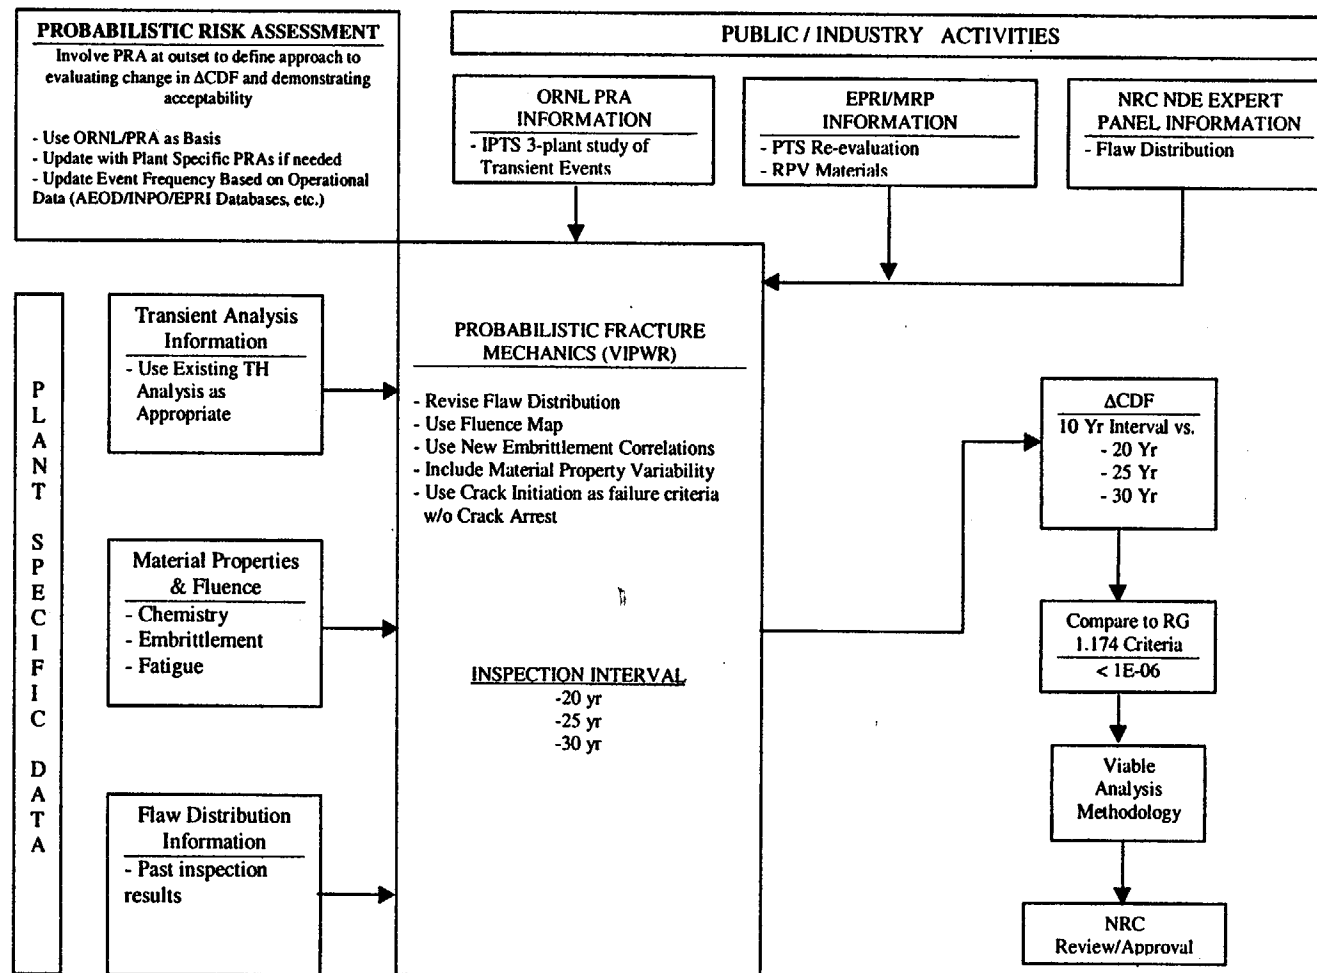 PROBABILISTIC RISK ASSESSMENT
Involve PRA at outset to define approach to
evaluating change in ΔCDF and demonstrating
acceptability
- Use ORNL/PRA as Basis
- Update with Plant Specific PRAs if needed
- Update Event Frequency Based on Operational
Data (AEOD/INPO/EPRI Databases, etc.)
PUBLIC / INDUSTRY ACTIVITIES
ORNL PRA
INFORMATION
- IPTS 3-plant study of
Transient Events
EPRI/MRP
INFORMATION
- PTS Re-evaluation
- RPV Materials
NRC NDE EXPERT
PANEL INFORMATION
- Flaw Distribution
PLANT SPECIFIC DATA
Transient Analysis
Information
- Use Existing TH
Analysis as
Appropriate
Material Properties
& Fluence
- Chemistry
- Embrittlement
- Fatigue
Flaw Distribution
Information
- Past inspection
results
PROBABILISTIC FRACTURE
MECHANICS (VIPWR)
- Revise Flaw Distribution
- Use Fluence Map
- Use New Embrittlement Correlations
- Include Material Property Variability
- Use Crack Initiation as failure criteria
w/o Crack Arrest
INSPECTION INTERVAL
-20 yr
-25 yr
-30 yr
ΔCDF
10 Yr Interval vs.
- 20 Yr
- 25 Yr
- 30 Yr
Compare to RG
1.174 Criteria
< 1E-06
Viable
Analysis
Methodology
NRC
Review/Approval